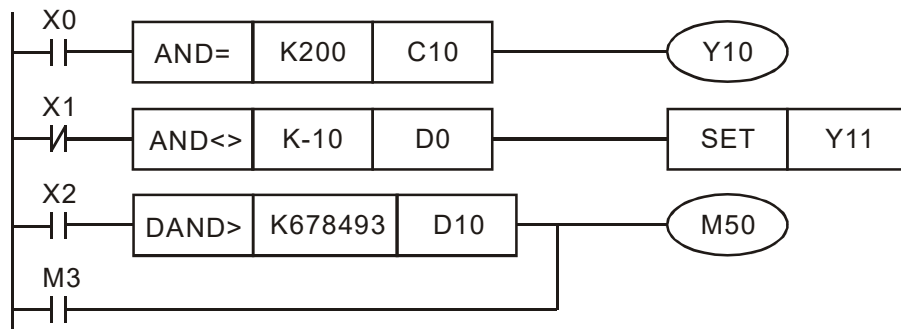 X0
AND= K200 C10 Y10
X1
AND<> K-10 D0 SET Y11
X2
DAND> K678493 D10 M50
M3